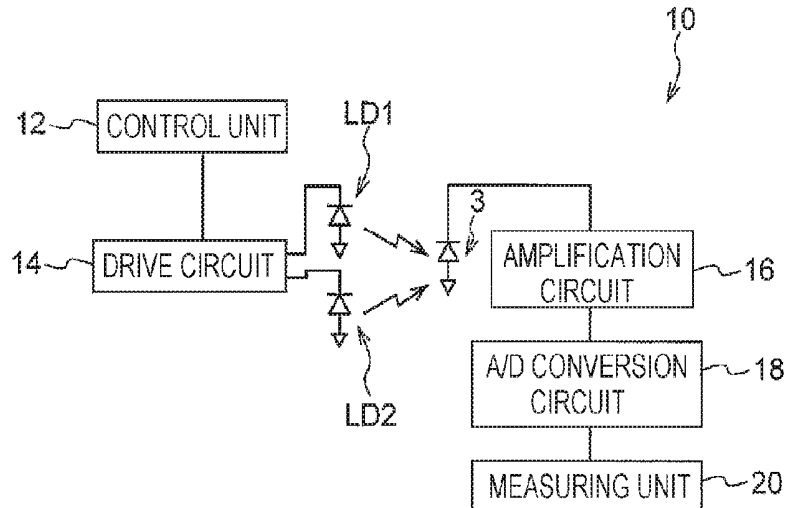 10
12
CONTROL UNIT
LD1
3
14
DRIVE CIRCUIT
AMPLIFICATION
CIRCUIT
16
A/D CONVERSION
CIRCUIT
18
LD2
MEASURING UNIT
20